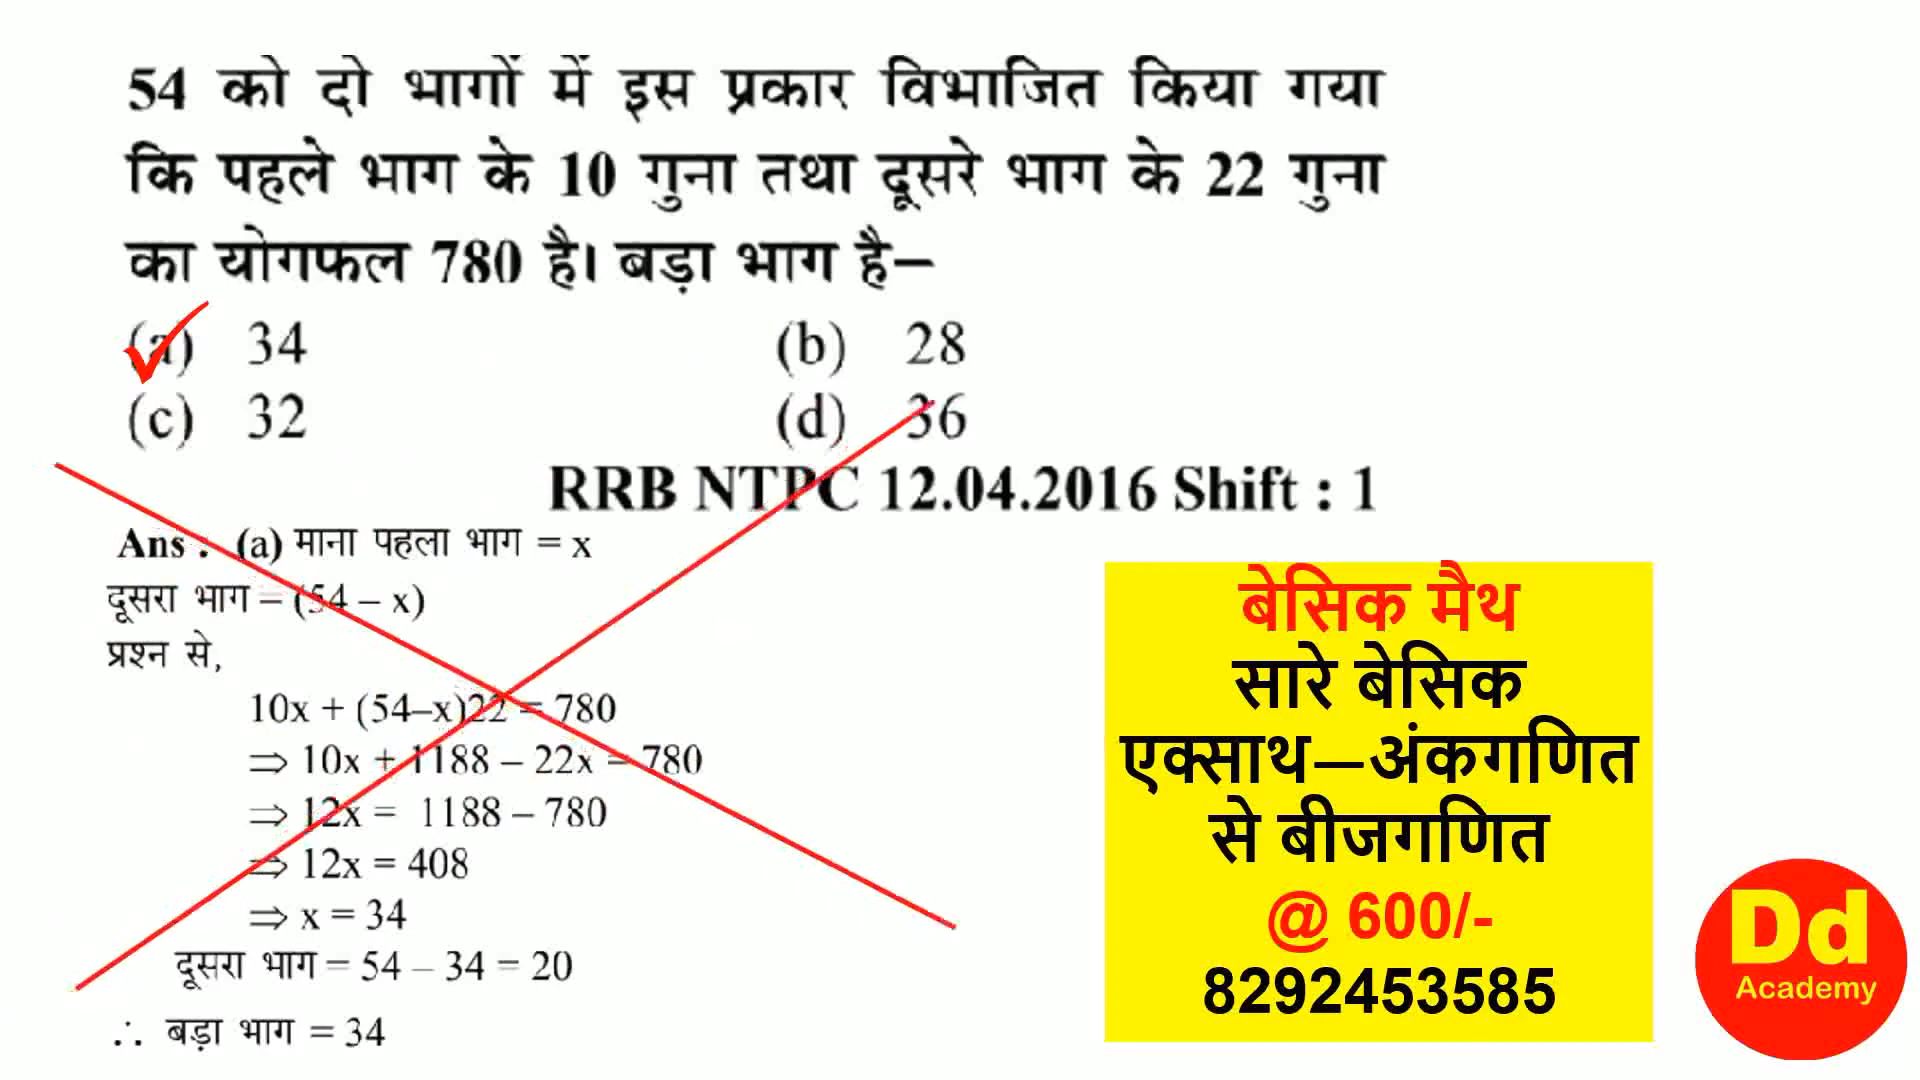 54 को दो भागों में इस प्रकार विभाजित किया गया
कि पहले भाग के 10 गुना तथा दूसरे भाग के 22 गुना
का योगफल 780 है। बड़ा भाग है–
(a) 34 (b) 28
(c) 32 (d) 36
RRB NTPC 12.04.2016 Shift : 1
Ans : (a) माना पहला भाग = x
दूसरा भाग = (54 – x)
प्रश्न से,
10x + (54–x)22 = 780
⇒ 10x + 1188 – 22x = 780
⇒ 12x = 1188 – 780
⇒ 12x = 408
⇒ x = 34
दूसरा भाग = 54 – 34 = 20
∴ बड़ा भाग = 34
बेसिक मैथ
सारे बेसिक
एक्साथ–अंकगणित
से बीजगणित
@ 600/-
8292453585
Dd
Academy